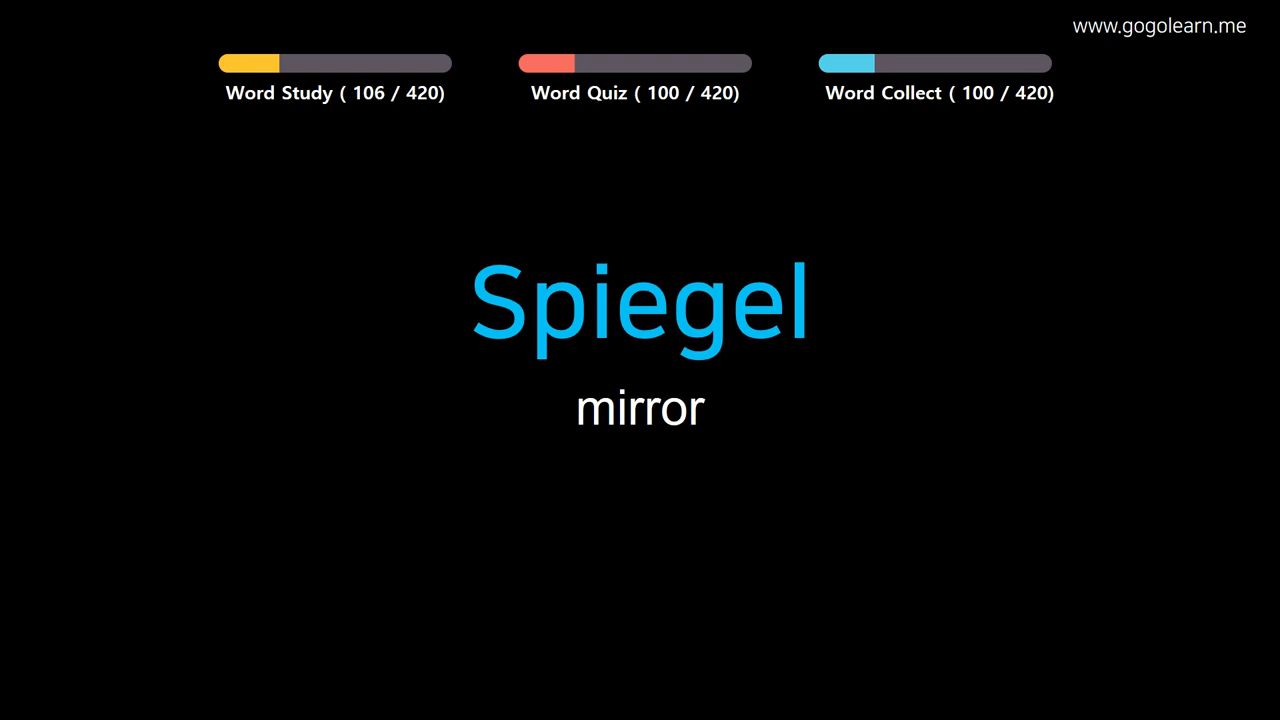 www.gogolearn.me
Word Study ( 106 / 420)
Word Quiz ( 100 / 420)
Word Collect ( 100 / 420)
Spiegel
mirror